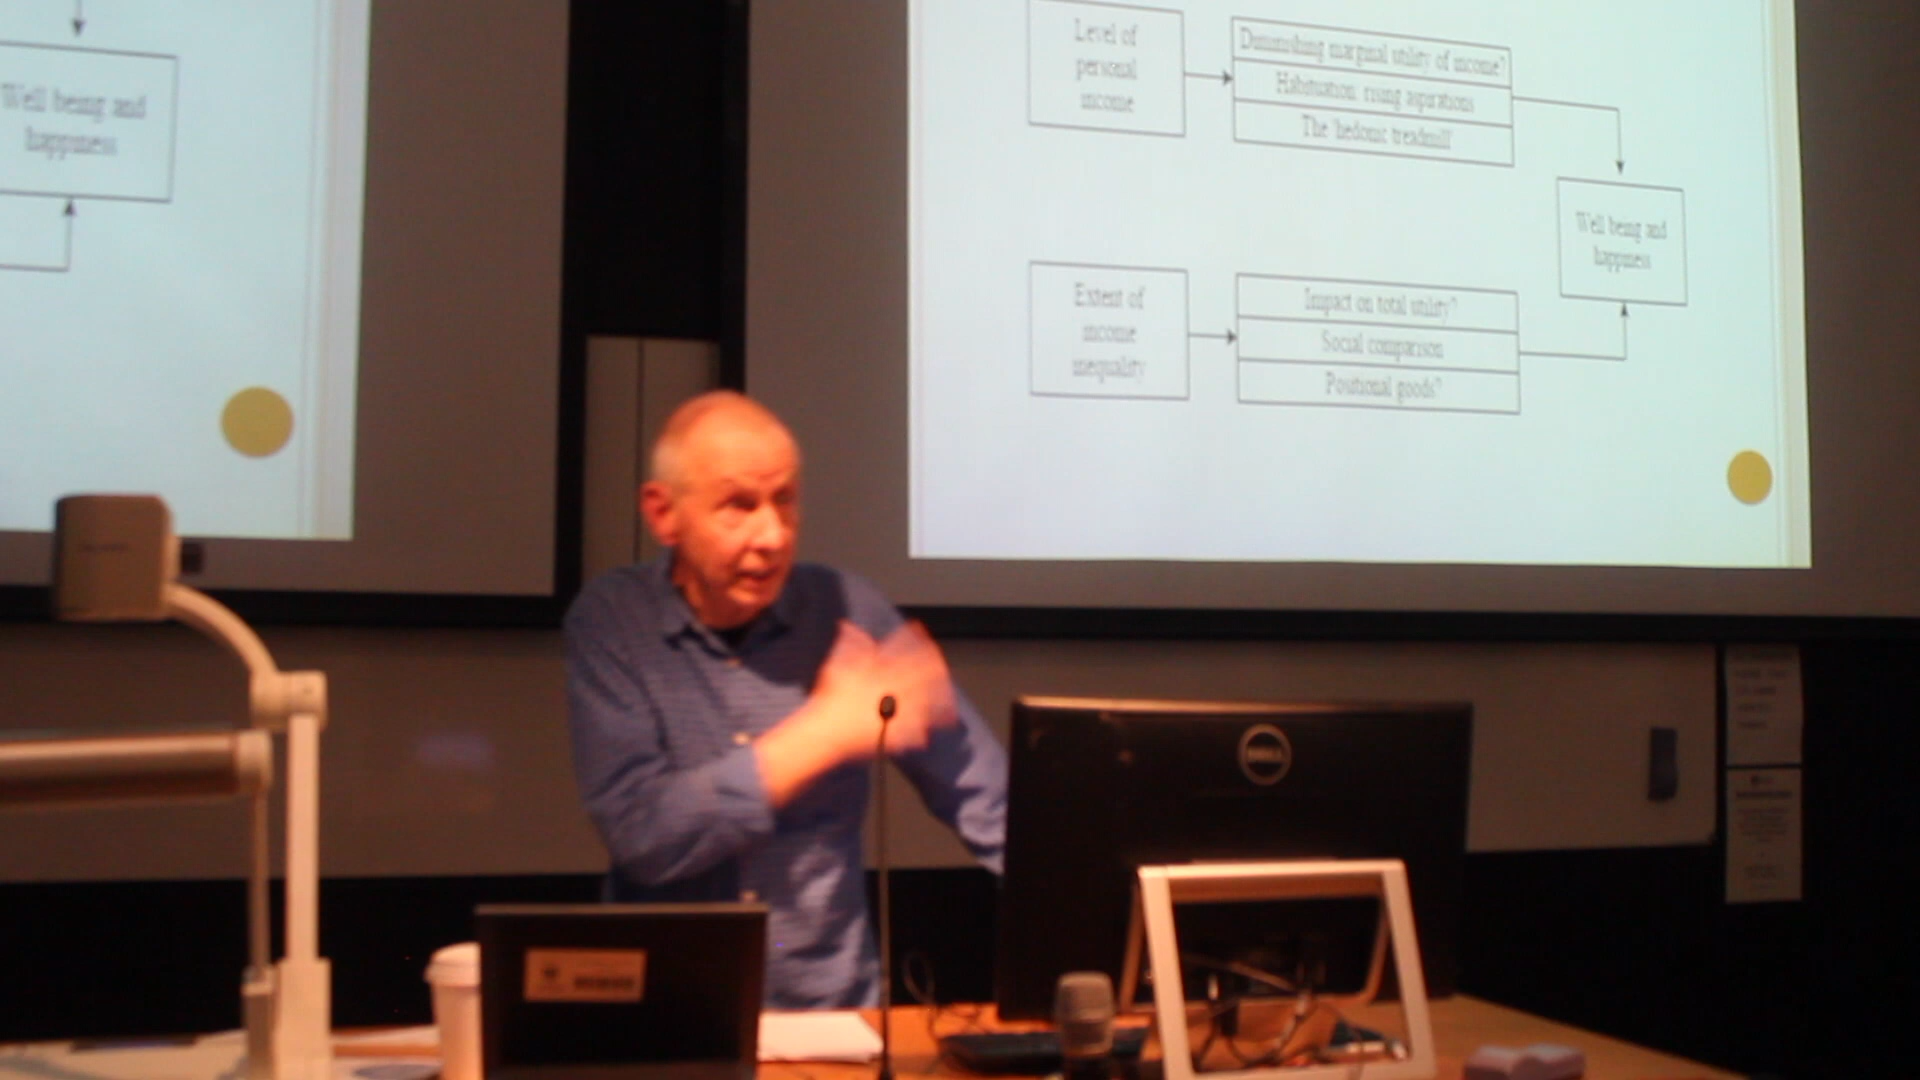 Well being and
happiness
Level of
personal
income
Diminishing marginal utility of income?
Habituation: rising aspirations
The 'hedonic treadmill'
Well being and
happiness
Extent of
income
inequality
Impact on total utility?
Social comparison
Positional goods?
DELL